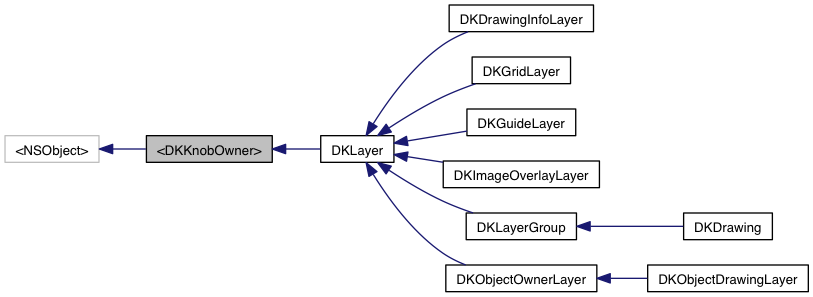 DKDrawingInfoLayer
DKGridLayer
DKGuideLayer
<NSObject>
<DKKnobOwner>
DKLayer
DKImageOverlayLayer
DKLayerGroup
DKDrawing
DKObjectOwnerLayer
DKObjectDrawingLayer